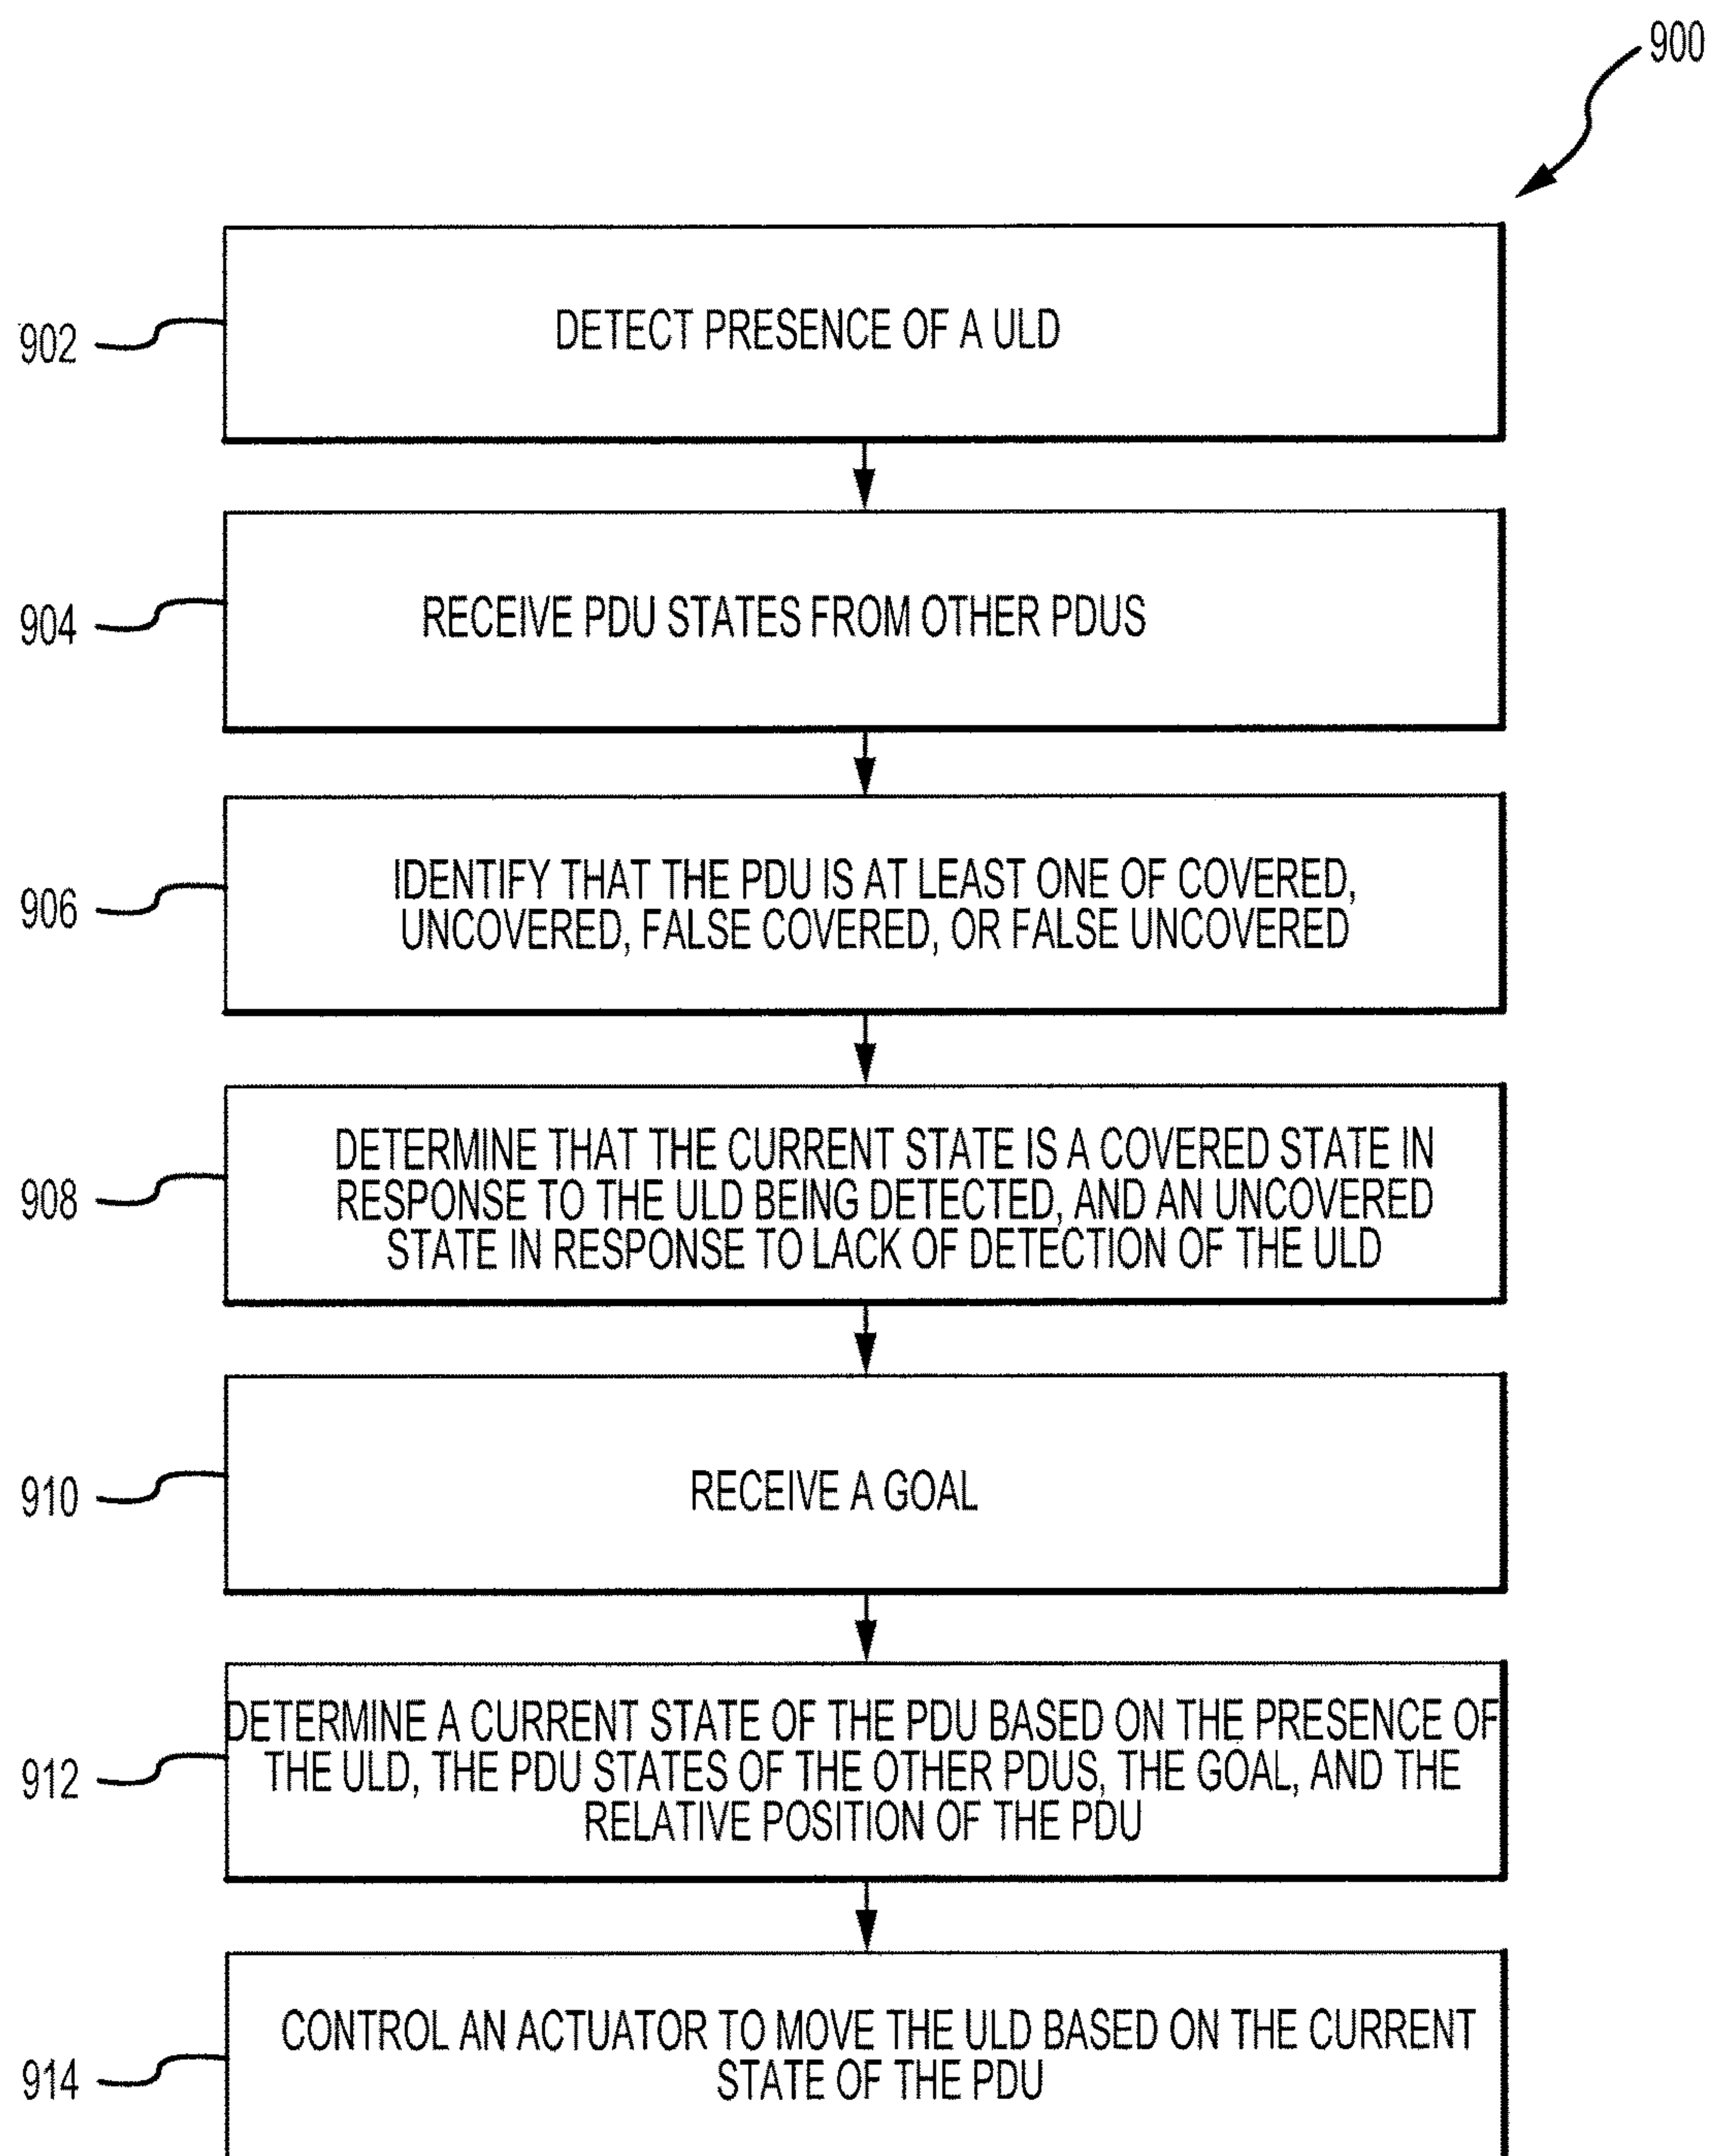 900
902
DETECT PRESENCE OF A ULD
904
RECEIVE PDU STATES FROM OTHER PDUS
906
IDENTIFY THAT THE PDU IS AT LEAST ONE OF COVERED,
UNCOVERED, FALSE COVERED, OR FALSE UNCOVERED
908
DETERMINE THAT THE CURRENT STATE IS A COVERED STATE IN
RESPONSE TO THE ULD BEING DETECTED, AND AN UNCOVERED
STATE IN RESPONSE TO LACK OF DETECTION OF THE ULD
910
RECEIVE A GOAL
912
DETERMINE A CURRENT STATE OF THE PDU BASED ON THE PRESENCE OF
THE ULD, THE PDU STATES OF THE OTHER PDUS, THE GOAL, AND THE
RELATIVE POSITION OF THE PDU
914
CONTROL AN ACTUATOR TO MOVE THE ULD BASED ON THE CURRENT
STATE OF THE PDU